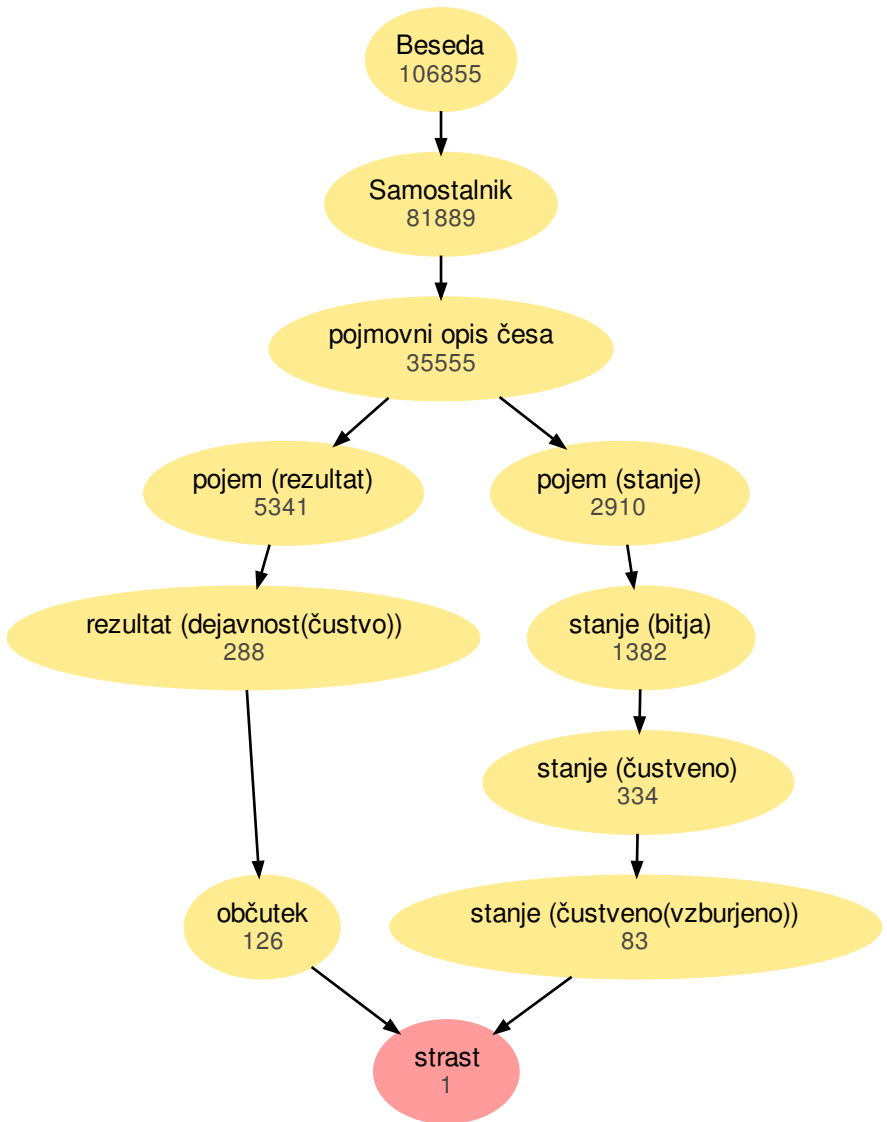 Beseda
106855
Samostalnik
81889
pojmovni opis česa
35555
pojem (rezultat)
5341
pojem (stanje)
2910
rezultat (dejavnost(čustvo))
288
stanje (bitja)
1382
stanje (čustveno)
334
občutek
126
stanje (čustveno(vzburjeno))
83
strast
1